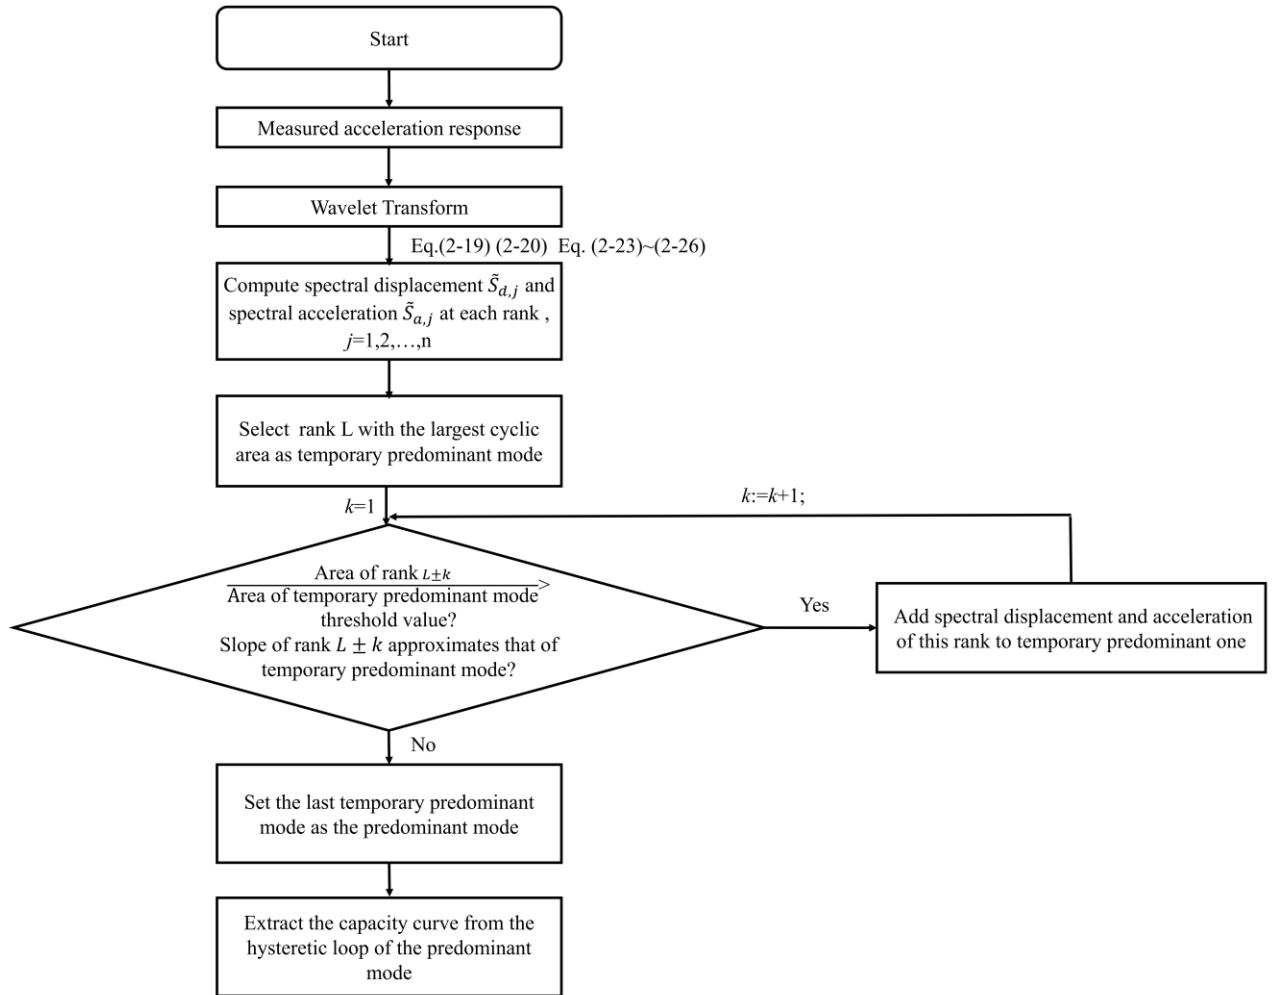 Start
Measured acceleration response
Wavelet Transform
Eq.(2-19) (2-20)  Eq. (2-23)~(2-26)
Compute spectral displacement S̃d,j and
spectral acceleration S̃a,j at each rank ,
j=1,2,…,n
Select  rank L with the largest cyclic
area as temporary predominant mode
k=1
k:=k+1;
Area of rank L±k
Area of temporary predominant mode>
threshold value?
Slope of rank L ± k approximates that of
temporary predominant mode?
Yes
Add spectral displacement and acceleration
of this rank to temporary predominant one
No
Set the last temporary predominant
mode as the predominant mode
Extract the capacity curve from the
hysteretic loop of the predominant
mode